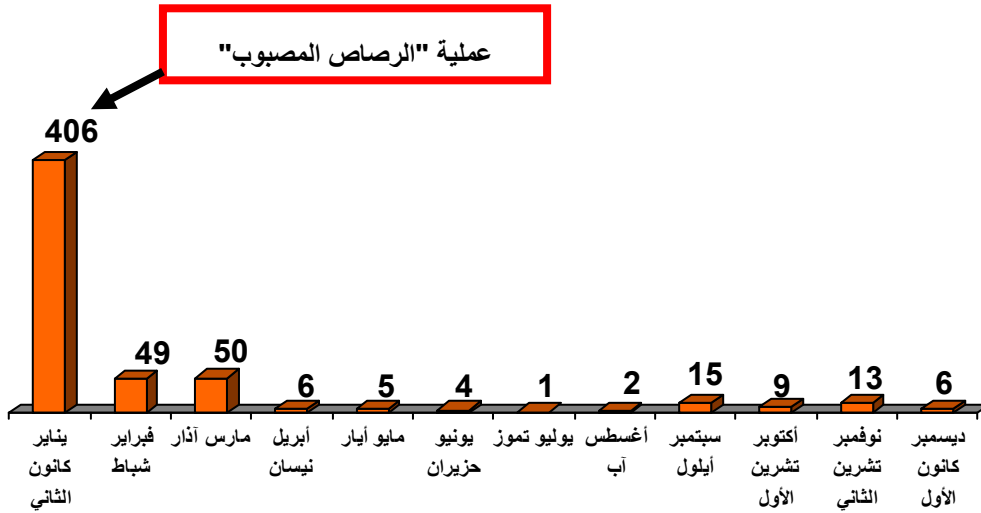 عملية "الرصاص المصبوب"
406
49
50
6
5
4
1
2
15
9
13
6
يناير
كانون
الثاني
فبراير
شباط
مارس آذار
أبريل
نيسان
مايو أيار
يونيو
حزيران
يوليو تموز
أغسطس
آب
سبتمبر
أيلول
أكتوبر
تشرين
الأول
نوفمبر
تشرين
الثاني
ديسمبر
كانون
الأول